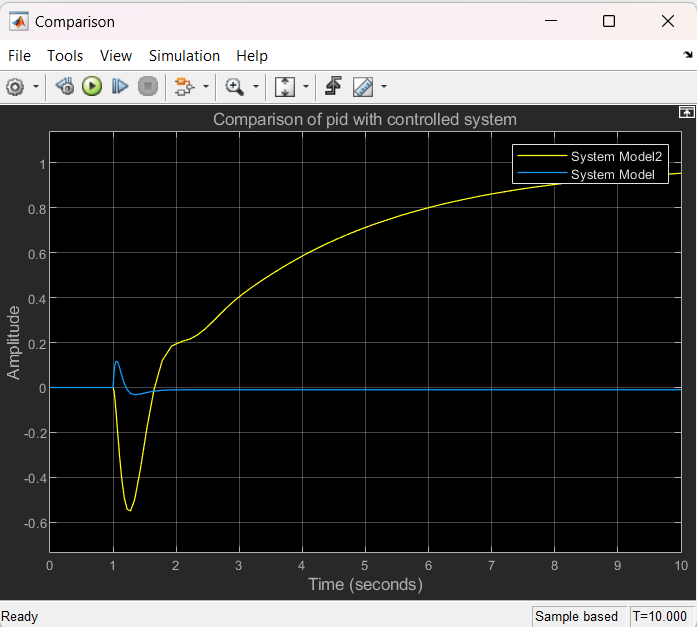 Comparison
File Tools View Simulation Help
Comparison of pid with controlled system
System Model2
System Model
1
0.8
0.6
0.4
0.2
0
-0.2
-0.4
-0.6
Amplitude
0 1 2 3 4 5 6 7 8 9 10
Time (seconds)
Ready Sample based T=10.000